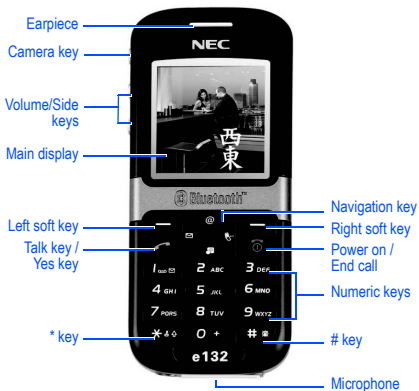 Earpiece
Camera key
NEC
Volume/Side
keys
Main display
西
東
Bluetooth™
@
Left soft key
Navigation key
Right soft key
Talk key /
Yes key
Power on /
End call
1
2 ABC
3 DEF
4 GHI
5 JKL
6 MNO
Numeric keys
7 PQRS
8 TUV
9 WXYZ
* key
*
0 +
#
# key
e132
Microphone